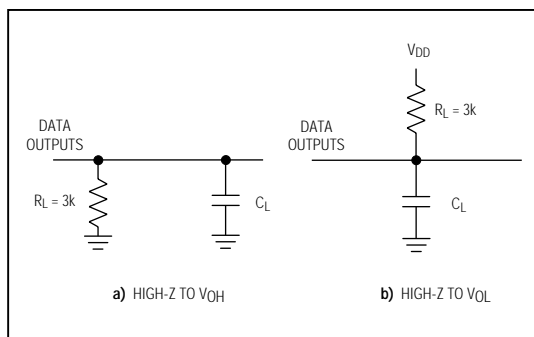 DATA
OUTPUTS
RL = 3k
CL
a) HIGH-Z TO VOH
VDD
RL = 3k
DATA
OUTPUTS
CL
b) HIGH-Z TO VOL